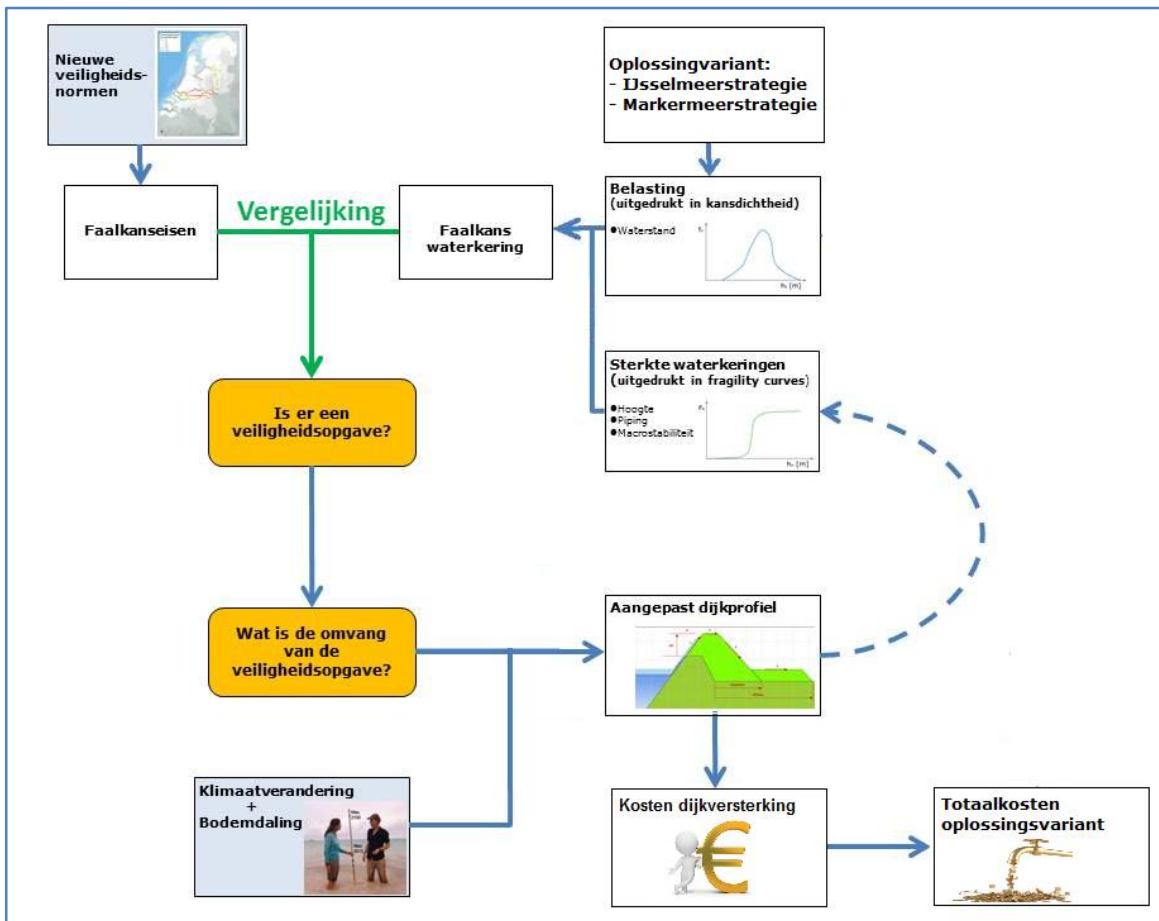 Nieuwe
veiligheids-
normen
Oplossingvariant:
- IJsselmeerstrategie
- Markermeerstrategie
Faalkanseisen
Vergelijking
Faalkans
waterkering
Belasting
(uitgedrukt in kansdichtheid)
●Waterstand
Sterkte waterkeringen
(uitgedrukt in fragility curves)
●Hoogte
●Piping
●Macrostabiliteit
Is er een
veiligheidsopgave?
Wat is de omvang
van de
veiligheidsopgave?
Aangepast dijkprofiel
Klimaatverandering
+
Bodemdaling
Kosten dijkversterking
Totaalkosten
oplossingsvariant